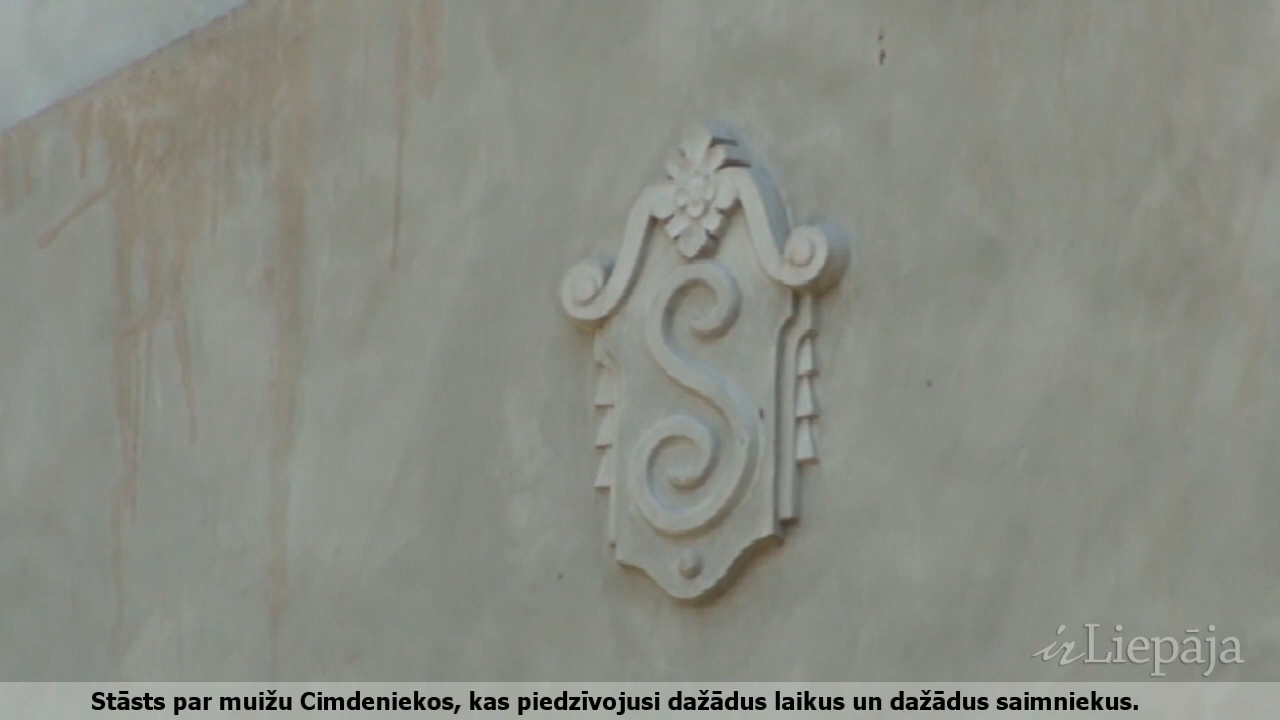 S
irLiepāja
Stāsts par muižu Cimdeniekos, kas piedzīvojusi dažādus laikus un dažādus saimniekus.